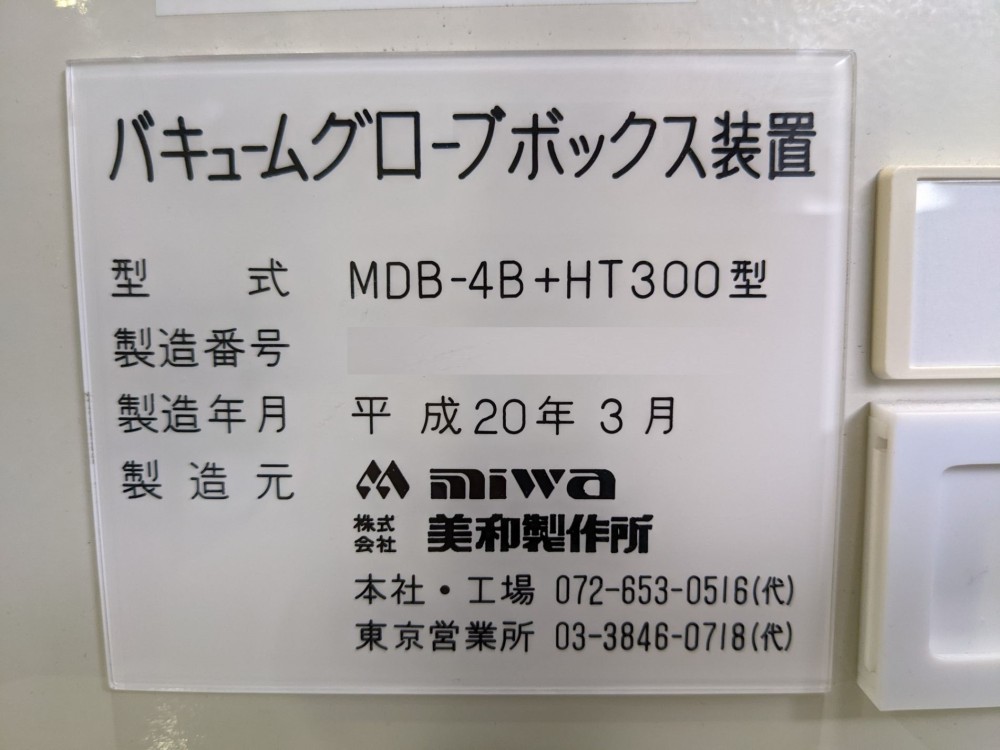 バキュームグローブボックス装置
型 式 MDB-4B+HT300型
製造番号
製造年月 平成20年3月
製造元 miwa
株式会社 美和製作所
本社・工場 072-653-0516(代)
東京営業所 03-3846-0718(代)